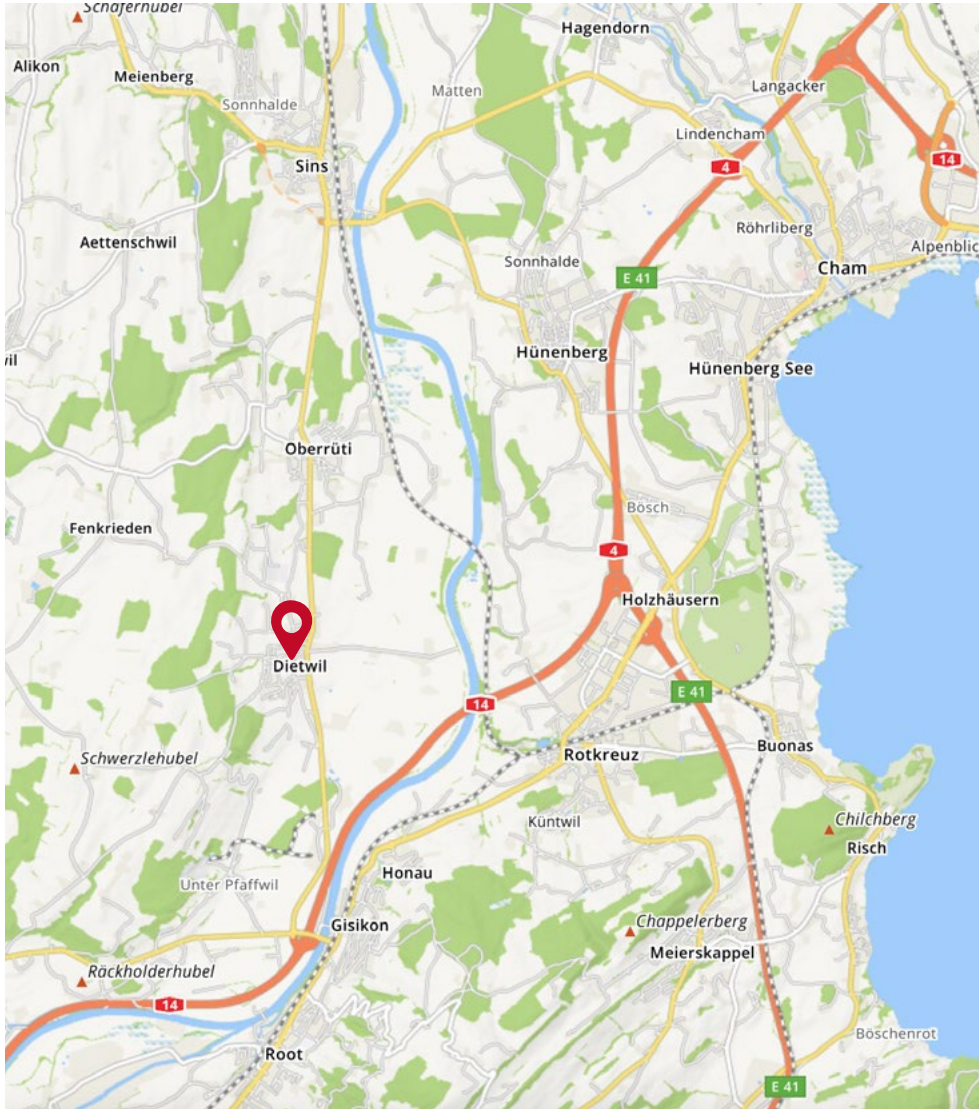 Schaferhubel
Hagendorn
Alikon
Meienberg
Matten
Langacker
Sonnhalde
Lindencham
Sins
4
14
Aettenschwil
Röhrliberg
Alpenblic
Sonnhalde
Cham
E 41
Hünenberg
vil
Hünenberg See
Oberrüti
Bösch
Fenkrieden
4
Holzhäusern
Dietwil
E 41
14
Schwerzlehubel
Rotkreuz
Buonas
Küntwil
Chilchberg
Risch
Honau
Unter Pfaffwil
Gisikon
Chappelerberg
Meierskappel
Räckholderhubel
14
Böschenrot
Root
E 41